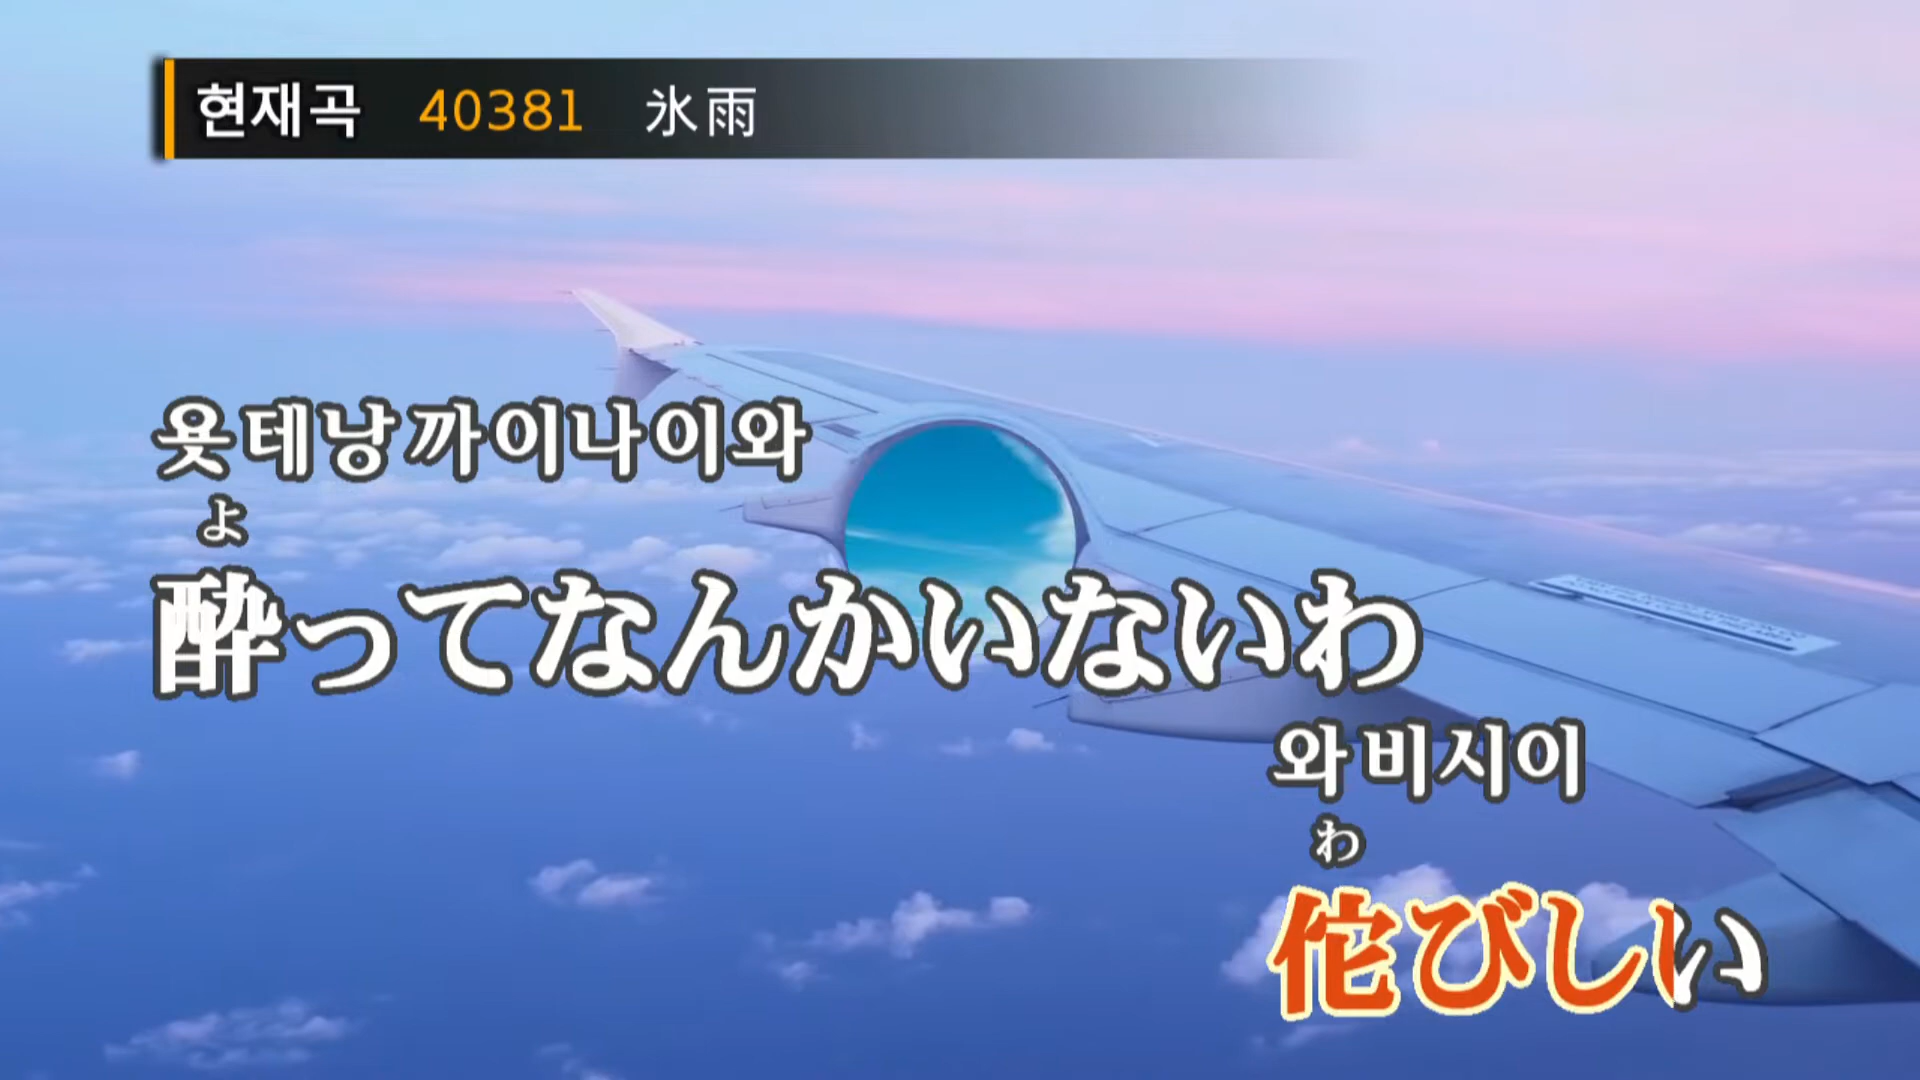 현재곡 40381 氷雨
욧테낭까이나이와
よ
酔ってなんかいないわ
와비시이
わ
侘びしい